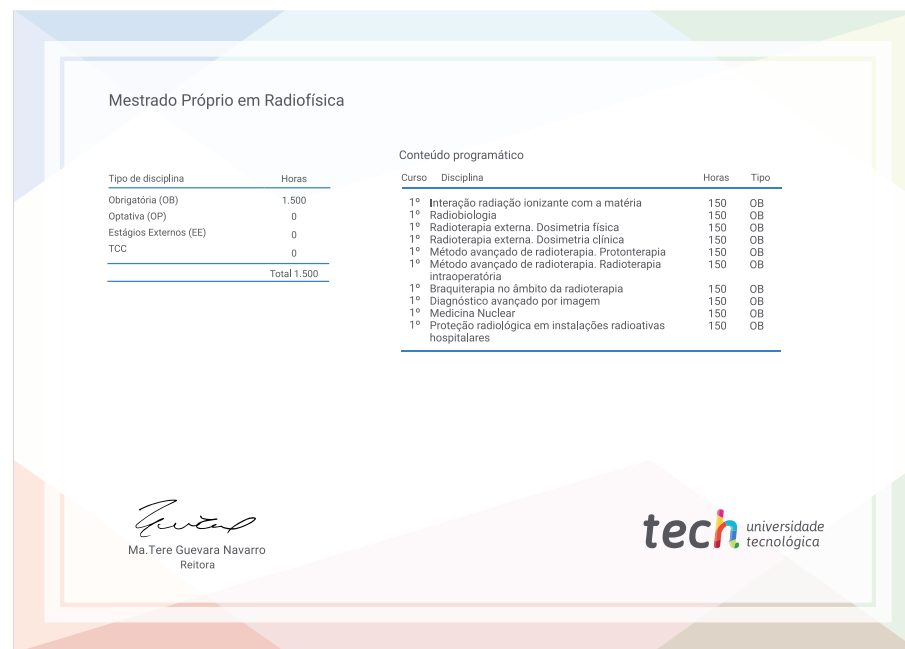 Mestrado Próprio em Radiofísica
Tipo de disciplina Horas
Obrigatória (OB) 1.500
Optativa (OP) 0
Estágios Externos (EE) 0
TCC 0
Total 1.500
Conteúdo programático
Curso Disciplina Horas Tipo
1º Interação radiação ionizante com a matéria 150 OB
1º Radiobiologia 150 OB
1º Radioterapia externa. Dosimetria física 150 OB
1º Radioterapia externa. Dosimetria clínica 150 OB
1º Método avançado de radioterapia. Protonterapia 150 OB
1º Método avançado de radioterapia. Radioterapia 150 OB
intraoperatória
1º Braquiterapia no âmbito da radioterapia 150 OB
1º Diagnóstico avançado por imagem 150 OB
1º Medicina Nuclear 150 OB
1º Proteção radiológica em instalações radioativas 150 OB
hospitalares
Ma.Tere Guevara Navarro
Reitora
tech universidade
tecnológica